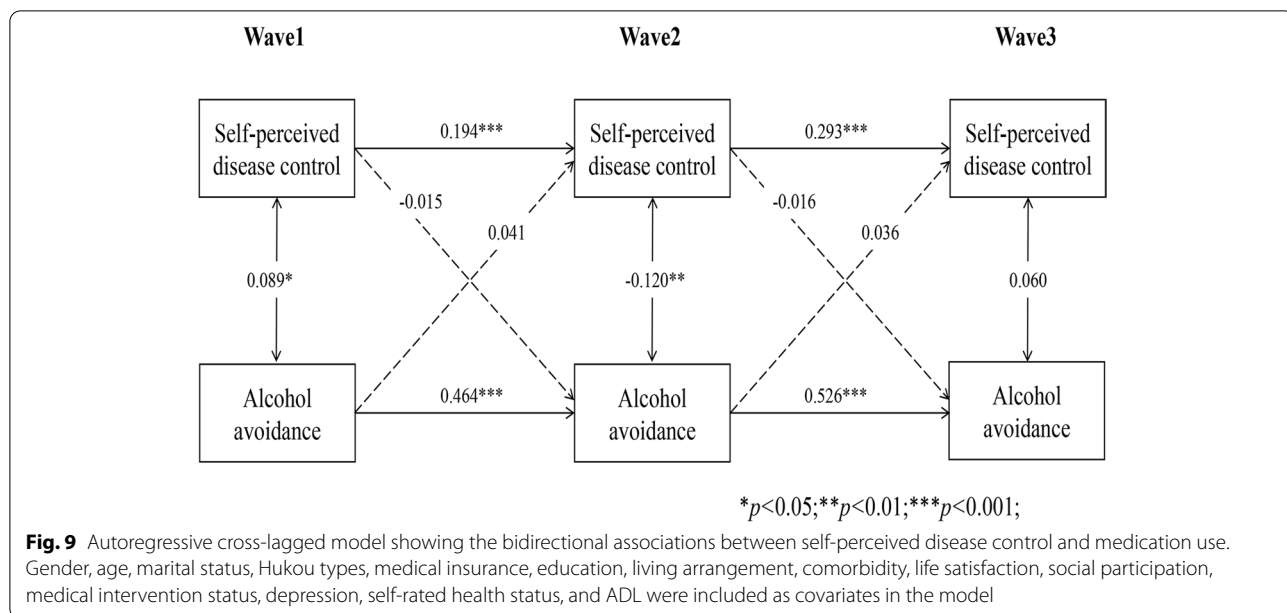 Wave1 Wave2 Wave3
Self-perceived
disease control
0.194***
Self-perceived
disease control
0.293***
Self-perceived
disease control
-0.015
0.041
-0.016
0.036
0.089*
-0.120**
0.060
Alcohol
avoidance
0.464***
Alcohol
avoidance
0.526***
Alcohol
avoidance
*p<0.05;**p<0.01;***p<0.001;
Fig. 9 Autoregressive cross-lagged model showing the bidirectional associations between self-perceived disease control and medication use.
Gender, age, marital status, Hukou types, medical insurance, education, living arrangement, comorbidity, life satisfaction, social participation,
medical intervention status, depression, self-rated health status, and ADL were included as covariates in the model